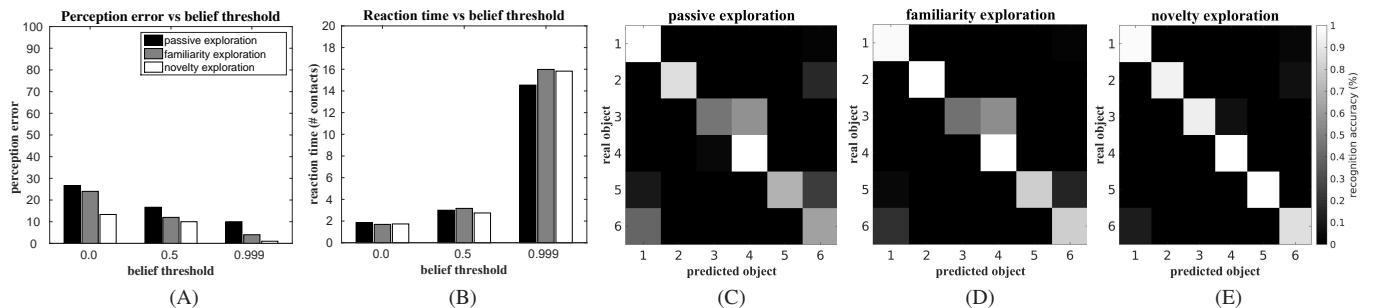 Perception error vs belief threshold
perception error
100
90
80
70
60
50
40
30
20
10
0
passive exploration
familiarity exploration
novelty exploration
0.0
0.5
0.999
belief threshold
(A)
Reaction time vs belief threshold
reaction time (# contacts)
20
18
16
14
12
10
8
6
4
2
0
0.0
0.5
0.999
belief threshold
(B)
passive exploration
real object
1
2
3
4
5
6
1 2 3 4 5 6
predicted object
(C)
familiarity exploration
real object
1
2
3
4
5
6
1 2 3 4 5 6
predicted object
(D)
novelty exploration
real object
1
2
3
4
5
6
1 2 3 4 5 6
predicted object
(E)
1
0.9
0.8
0.7
0.6
0.5
0.4
0.3
0.2
0.1
0
recognition accuracy (%)